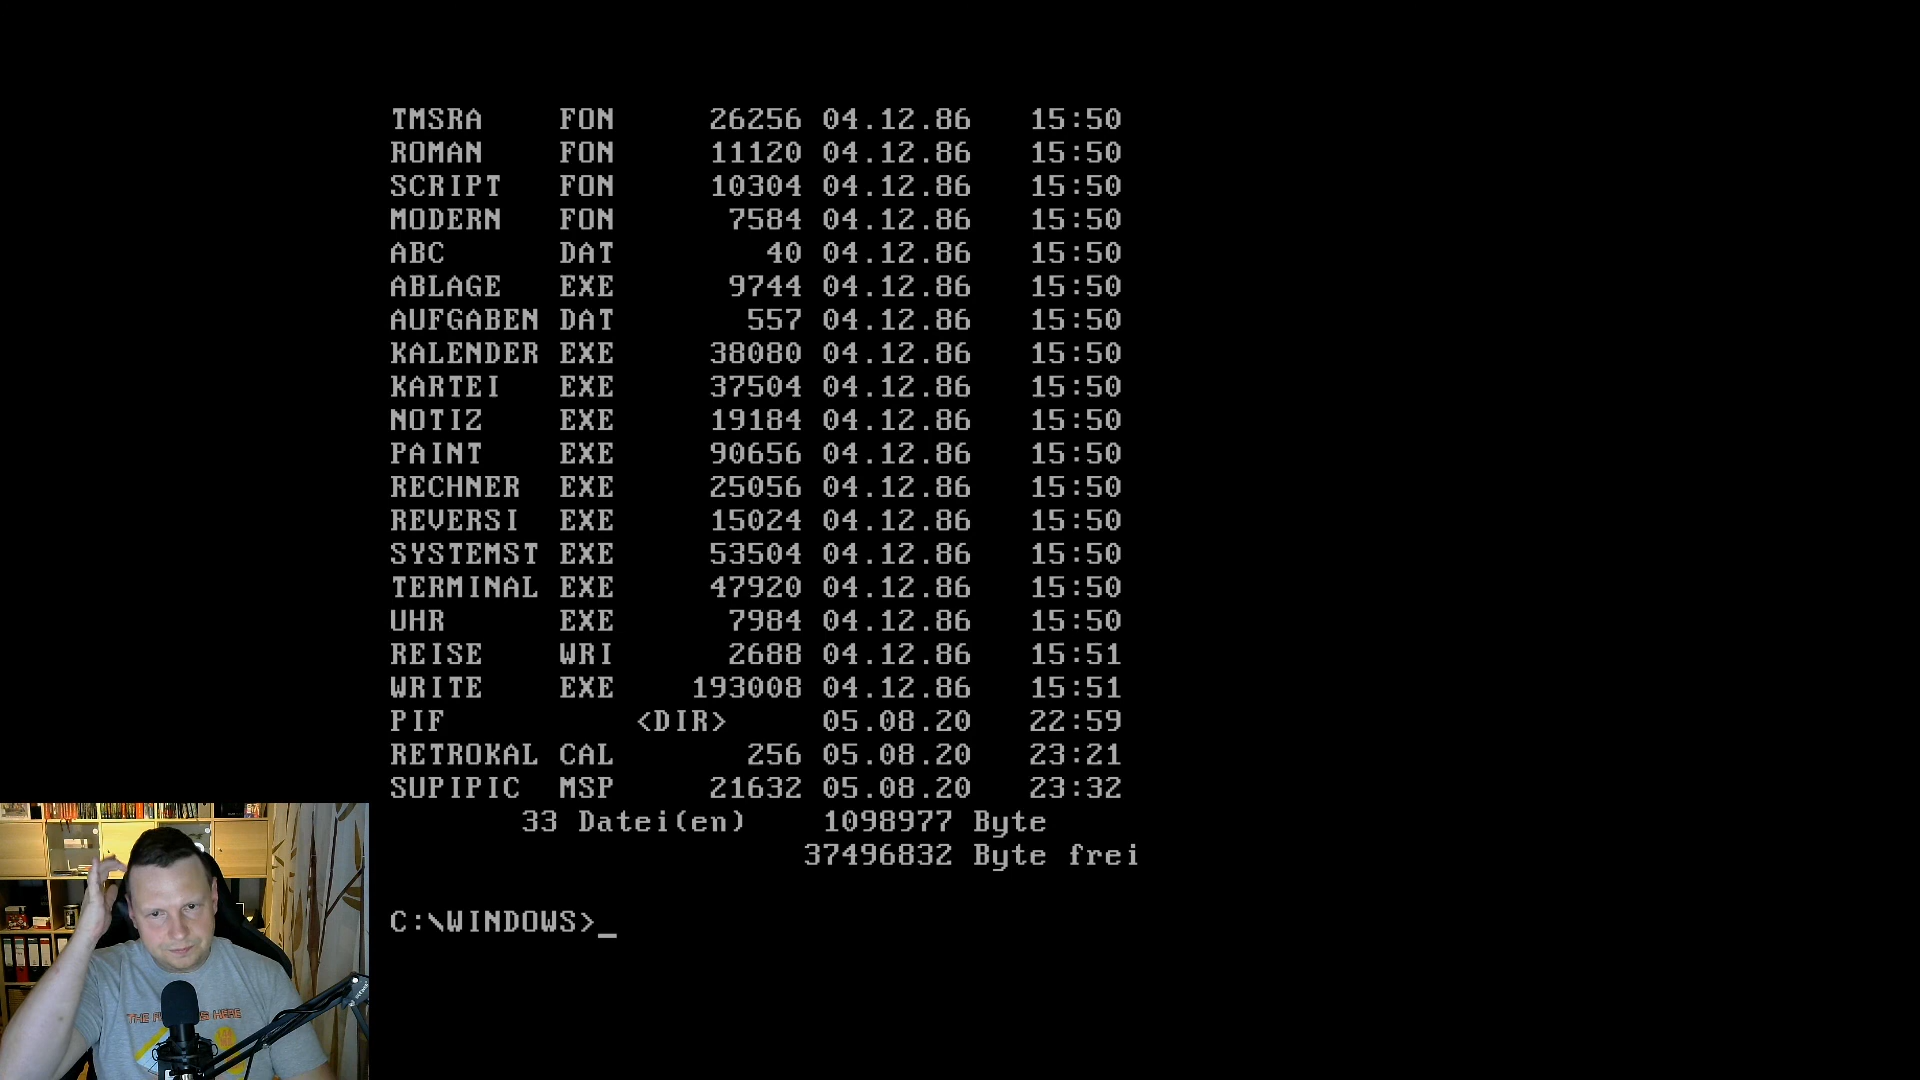 TMSRA FON 26256 04.12.86 15:50
ROMAN FON 11120 04.12.86 15:50
SCRIPT FON 10304 04.12.86 15:50
MODERN FON 7584 04.12.86 15:50
ABC DAT 40 04.12.86 15:50
ABLAGE EXE 9744 04.12.86 15:50
AUFGABEN DAT 557 04.12.86 15:50
KALENDER EXE 38080 04.12.86 15:50
KARTEI EXE 37504 04.12.86 15:50
NOTIZ EXE 19184 04.12.86 15:50
PAINT EXE 90656 04.12.86 15:50
RECHNER EXE 25056 04.12.86 15:50
REVERSI EXE 15024 04.12.86 15:50
SYSTEMST EXE 53504 04.12.86 15:50
TERMINAL EXE 47920 04.12.86 15:50
UHR EXE 7984 04.12.86 15:50
REISE WRI 2688 04.12.86 15:51
WRITE EXE 193008 04.12.86 15:51
PIF <DIR> 05.08.20 22:59
RETROKAL CAL 256 05.08.20 23:21
SUPIPIC MSP 21632 05.08.20 23:32
33 Datei(en) 1098977 Byte
37496832 Byte frei
C:\WINDOWS>_
THE HERE